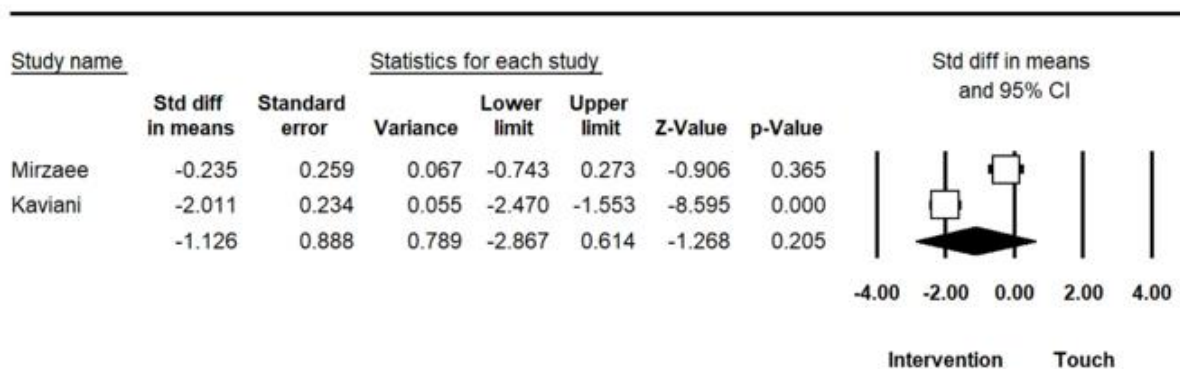 Study name Statistics for each study Std diff in means
and 95% CI
Std diff Standard Lower Upper
in means error Variance limit limit Z-Value p-Value
Mirzaee -0.235 0.259 0.067 -0.743 0.273 -0.906 0.365
Kaviani -2.011 0.234 0.055 -2.470 -1.553 -8.595 0.000
-1.126 0.888 0.789 -2.867 0.614 -1.268 0.205
-4.00 -2.00 0.00 2.00 4.00
Intervention Touch